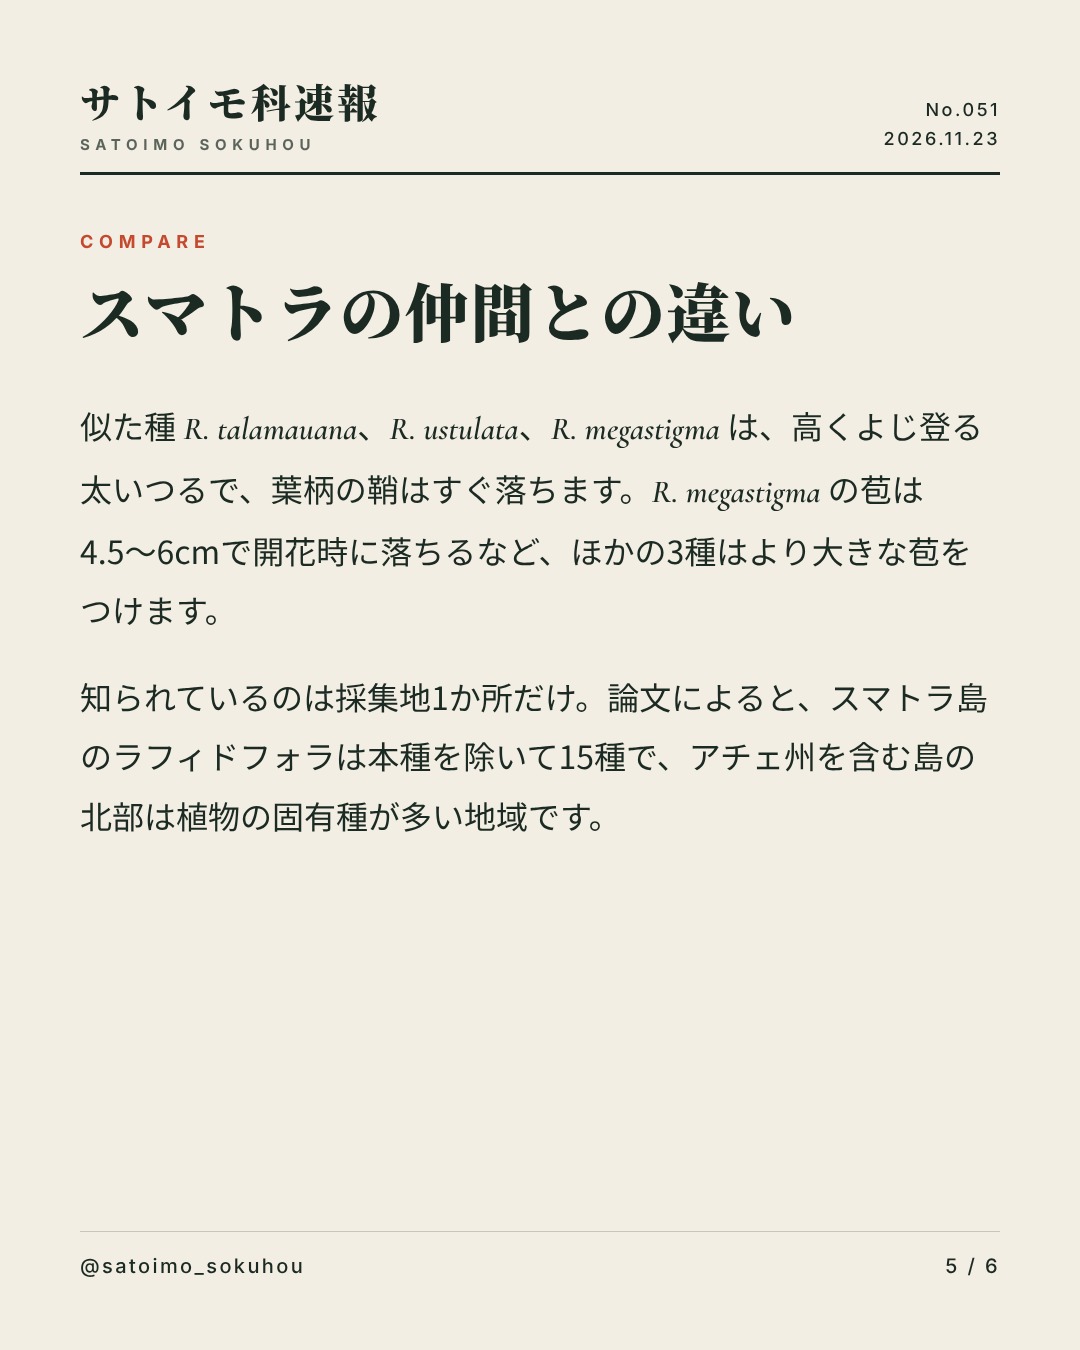 サトイモ科速報
SATOIMO SOKUHOU
No.051
2026.11.23
COMPARE
スマトラの仲間との違い
似た種 R. talamauana、R. ustulata、R. megastigma は、高くよじ登る
太いつるで、葉柄の鞘はすぐ落ちます。R. megastigma の苞は
4.5〜6cmで開花時に落ちるなど、ほかの3種はより大きな苞を
つけます。
知られているのは採集地1か所だけ。論文によると、スマトラ島
のラフィドフォラは本種を除いて15種で、アチェ州を含む島の
北部は植物の固有種が多い地域です。
@satoimo_sokuhou
5 / 6